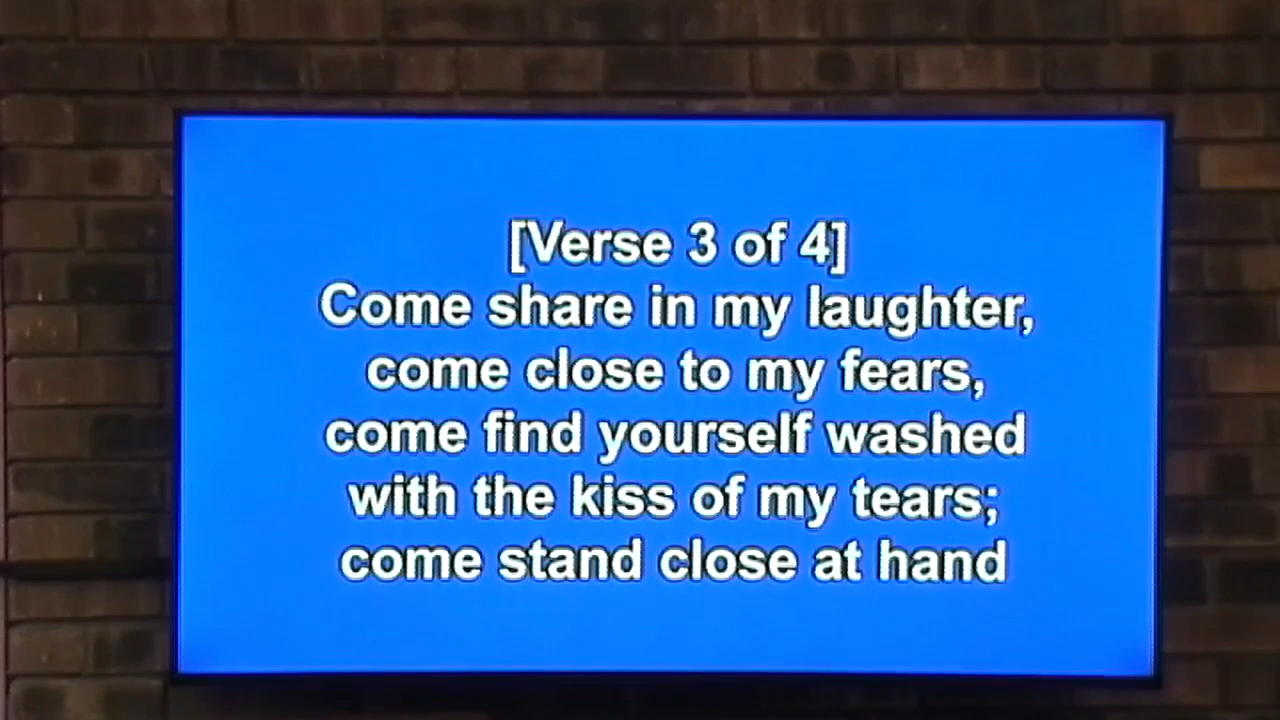 [Verse 3 of 4]
Come share in my laughter,
come close to my fears,
come find yourself washed
with the kiss of my tears;
come stand close at hand